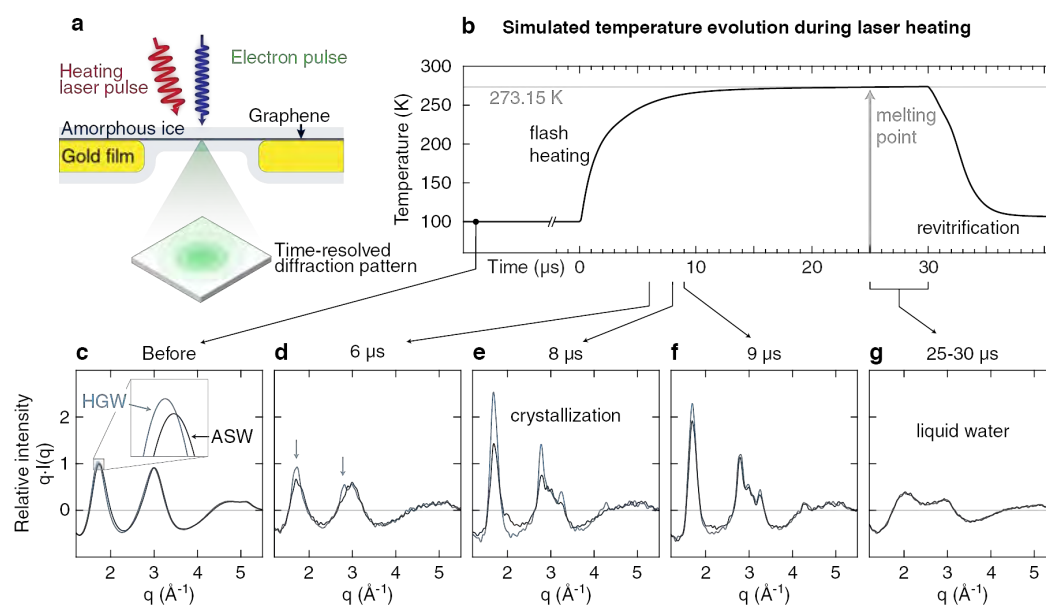 a
Heating
laser pulse
Electron pulse
Amorphous ice
Graphene
Gold film
Time-resolved
diffraction pattern
b Simulated temperature evolution during laser heating
Temperature (K)
300
250
200
150
100
273.15 K
flash
heating
melting
point
revitrification
Time (μs) 0 10 20 30
c Before
d 6 μs
e 8 μs
f 9 μs
g 25-30 μs
Relative intensity
q·I(q)
2
1
0
HGW
ASW
crystallization
liquid water
2 3 4 5
2 3 4 5
2 3 4 5
2 3 4 5
2 3 4 5
q (Å-1)
q (Å-1)
q (Å-1)
q (Å-1)
q (Å-1)